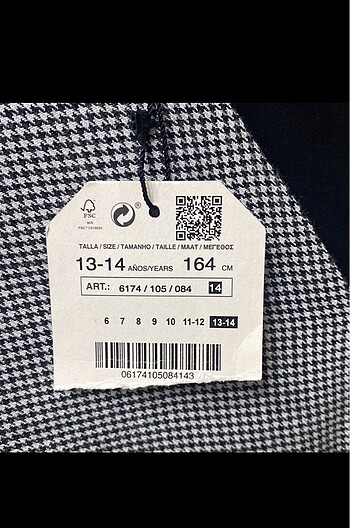 FSC
MIX
TALLA / SIZE / TAMANHO / TAILLE / MAAT / ΜΕΓΕΘΟΣ
13-14 AÑOS/YEARS 164 CM
ART.: 6174 / 105 / 084 14
6 7 8 9 10 11-12 13-14
06174105084143